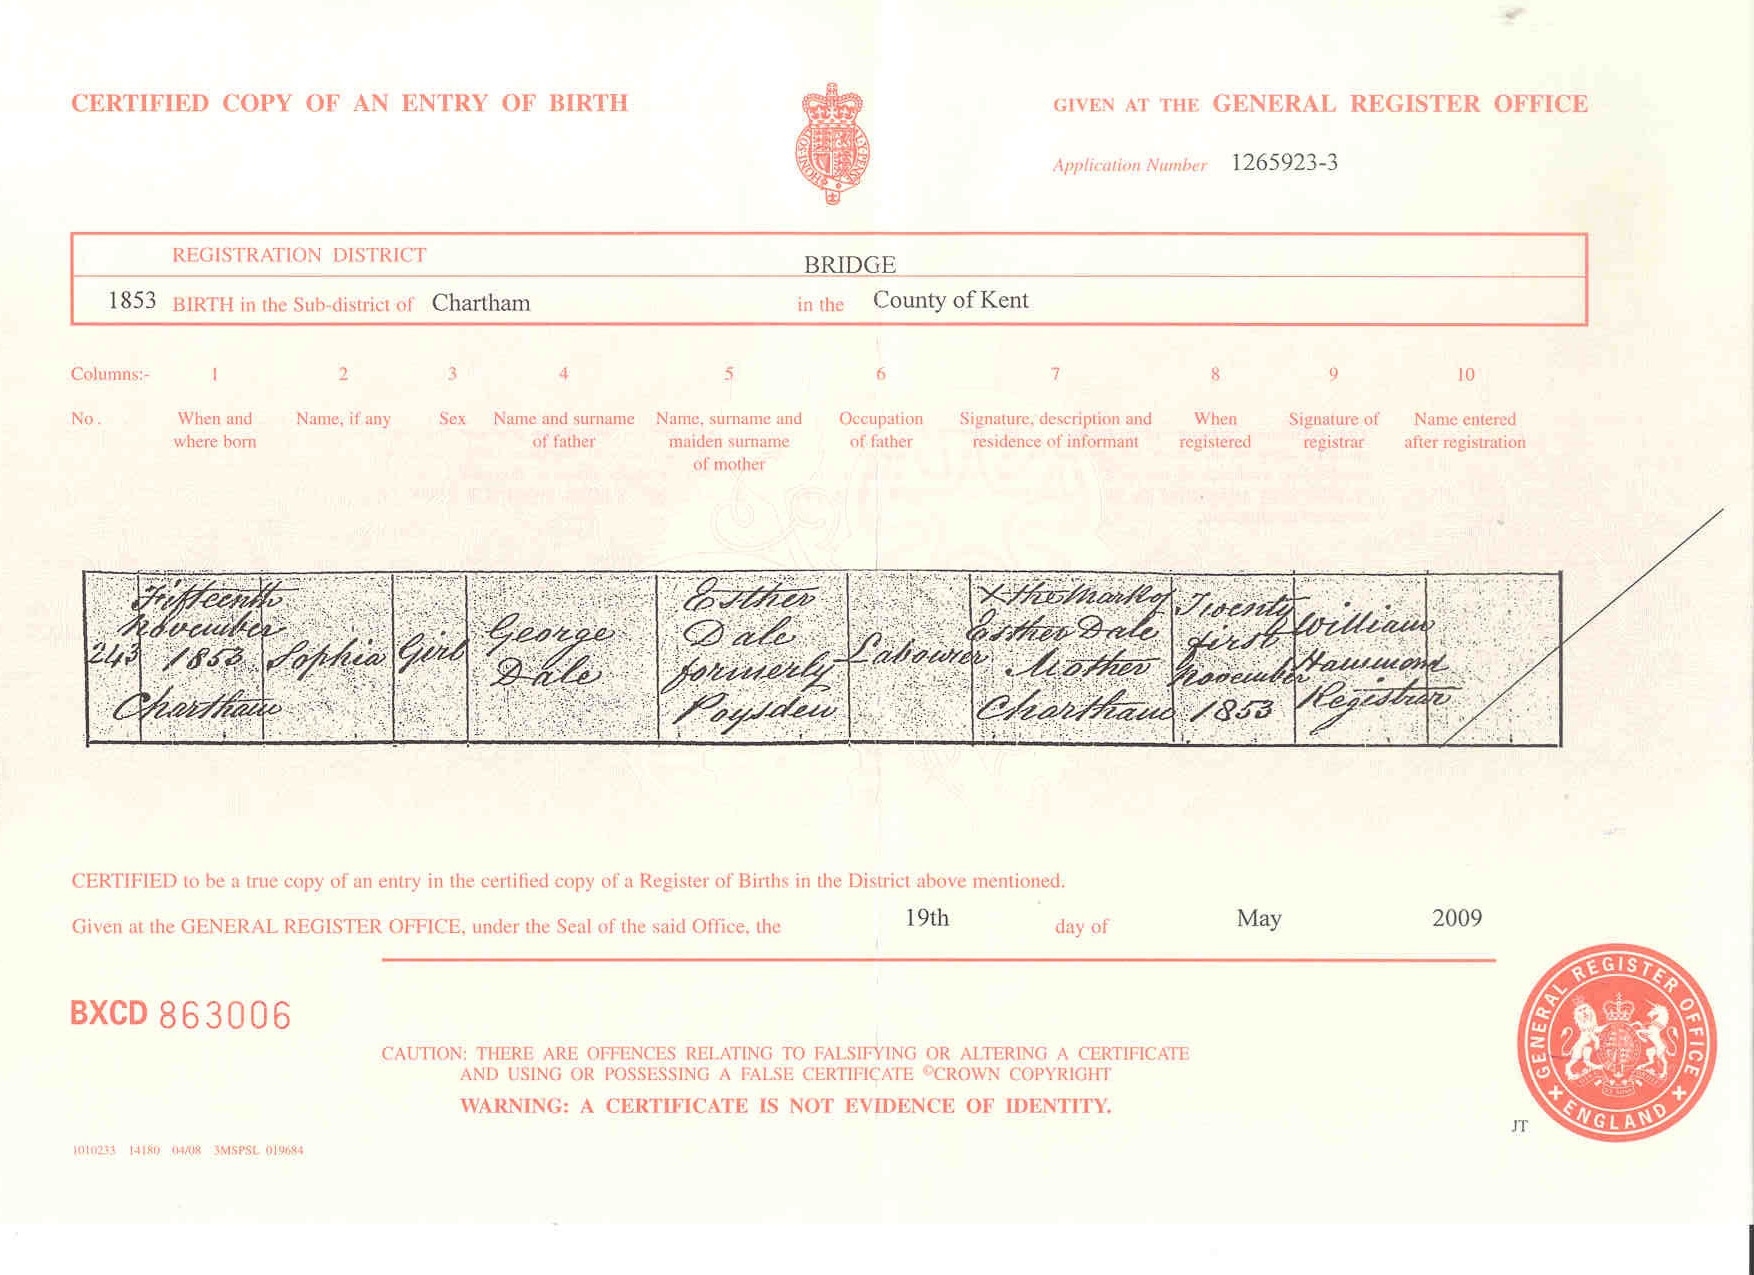 CERTIFIED COPY OF AN ENTRY OF BIRTH
GIVEN AT THE GENERAL REGISTER OFFICE
Application Number 1265923-3
REGISTRATION DISTRICT BRIDGE
1853 BIRTH in the Sub-district of Chartham in the County of Kent
Columns:- 1 2 3 4 5 6 7 8 9 10
No. When and where born
Name, if any
Sex
Name and surname of father
Name, surname and maiden surname of mother
Occupation of father
Signature, description and residence of informant
When registered
Signature of registrar
Name entered after registration
243
Fifteenth
November
1853
Chartham
Sophia
Girl
George
Dale
Esther
Dale
formerly
Poysden
Labourer
X the Mark of
Esther Dale
Mother
Chartham
Twenty
first
November
1853
William
Hammond
Registrar
CERTIFIED to be a true copy of an entry in the certified copy of a Register of Births in the District above mentioned.
Given at the GENERAL REGISTER OFFICE, under the Seal of the said Office, the 19th day of May 2009
BXCD 863006
CAUTION: THERE ARE OFFENCES RELATING TO FALSIFYING OR ALTERING A CERTIFICATE
AND USING OR POSSESSING A FALSE CERTIFICATE ©CROWN COPYRIGHT
WARNING: A CERTIFICATE IS NOT EVIDENCE OF IDENTITY.
GENERAL REGISTER OFFICE
ENGLAND
JT
1010233 14180 04/08 3MSPSL 019684